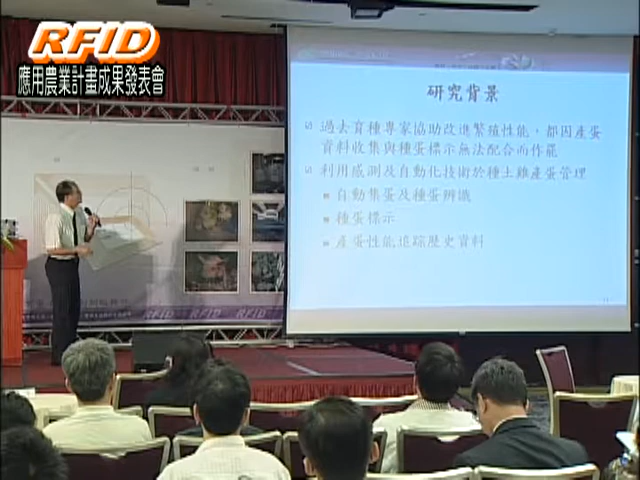 RFID
應用農業計畫成果發表會
研究背景
過去育種專家協助改進繁殖性能，都因產蛋
資料收集與種蛋標示無法配合而作罷
利用感測及自動化技術於種土雞產蛋管理
自動集蛋及種蛋辨識
種蛋標示
產蛋性能追踪歷史資料
RFID
RFID